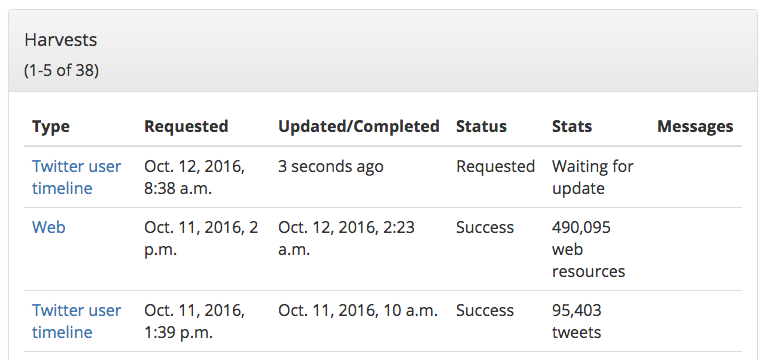 Harvests
(1-5 of 38)
Type Requested Updated/Completed Status Stats Messages
Twitter user Oct. 12, 2016, 3 seconds ago Requested Waiting for
timeline 8:38 a.m. update
Web Oct. 11, 2016, 2 Oct. 12, 2016, 2:23 Success 490,095
p.m. a.m. web
resources
Twitter user Oct. 11, 2016, Oct. 11, 2016, 10 a.m. Success 95,403
timeline 1:39 p.m. tweets